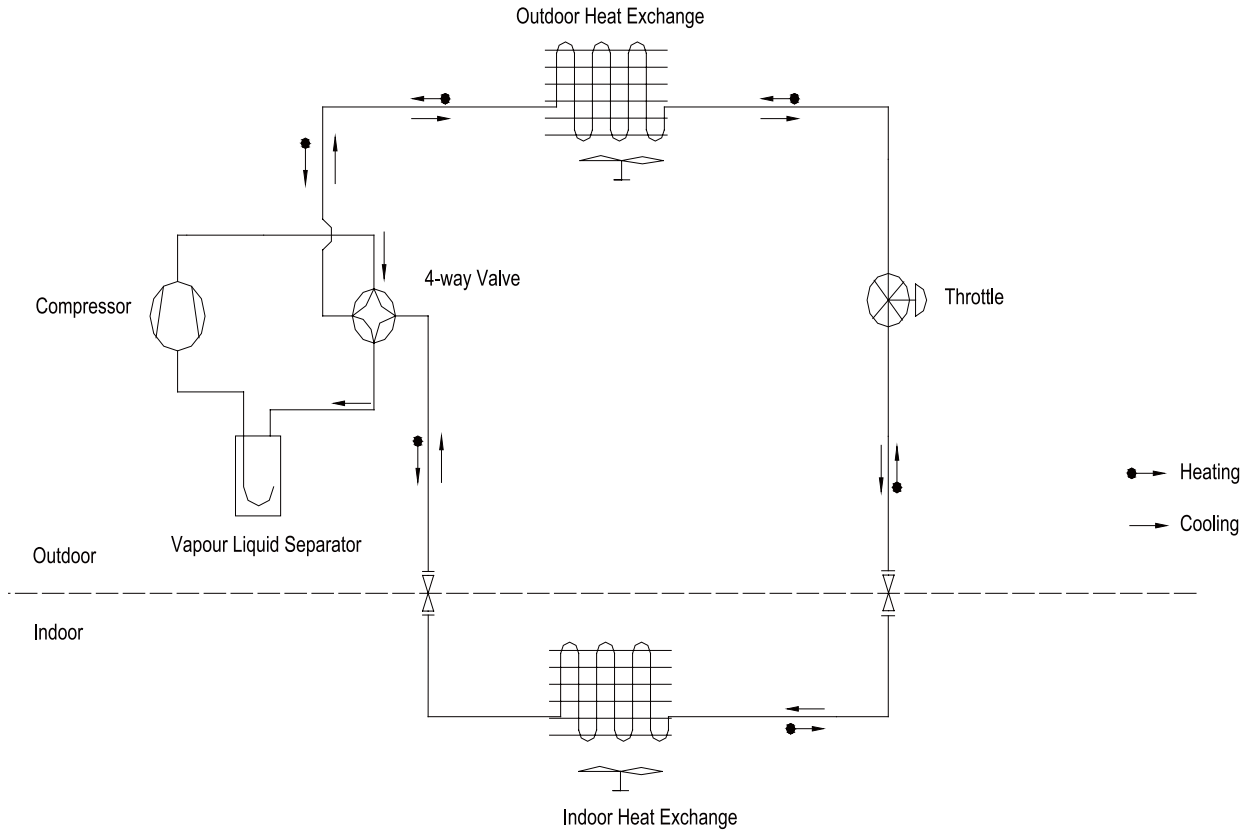 Outdoor Heat Exchange
4-way Valve
Compressor
Throttle
Heating
Cooling
Vapour Liquid Separator
Outdoor
Indoor
Indoor Heat Exchange